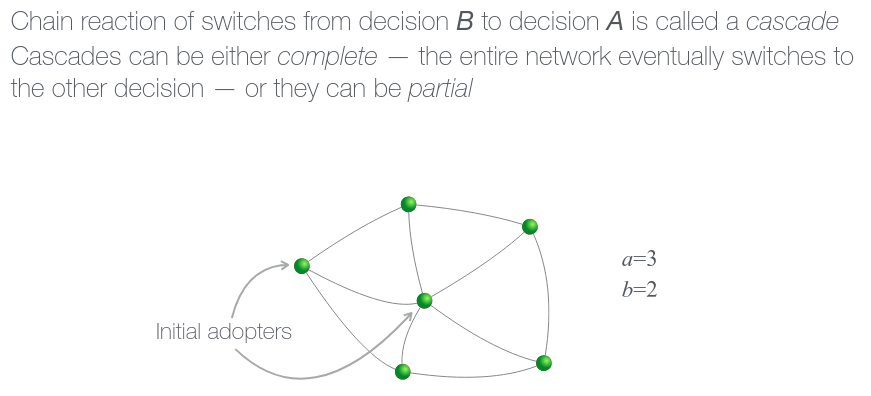 Chain reaction of switches from decision B to decision A is called a cascade
Cascades can be either complete — the entire network eventually switches to
the other decision — or they can be partial
a=3
b=2
Initial adopters